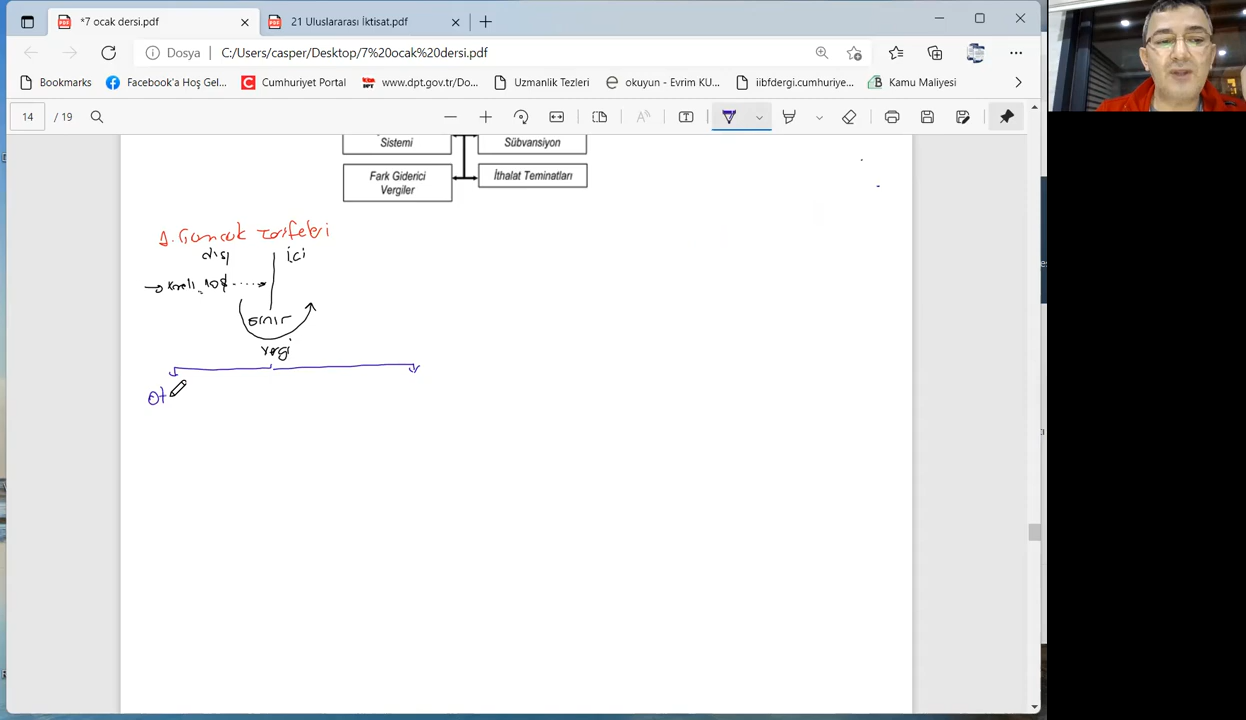 *7 ocak dersi.pdf
21 Uluslararası İktisat.pdf
Dosya
C:/Users/casper/Desktop/7%20ocak%20dersi.pdf
Bookmarks
Facebook'a Hoş Gel...
Cumhuriyet Portal
www.dpt.gov.tr/Do...
Uzmanlık Tezleri
okuyun - Evrim KU...
iibfdergi.cumhuriye...
Kamu Maliyesi
14 / 19
Sistemi
Sübvansiyon
Fark Giderici
Vergiler
İthalat Teminatları
1. Gümrük Tarifeleri
dışı içi
10$
sınır
vergi